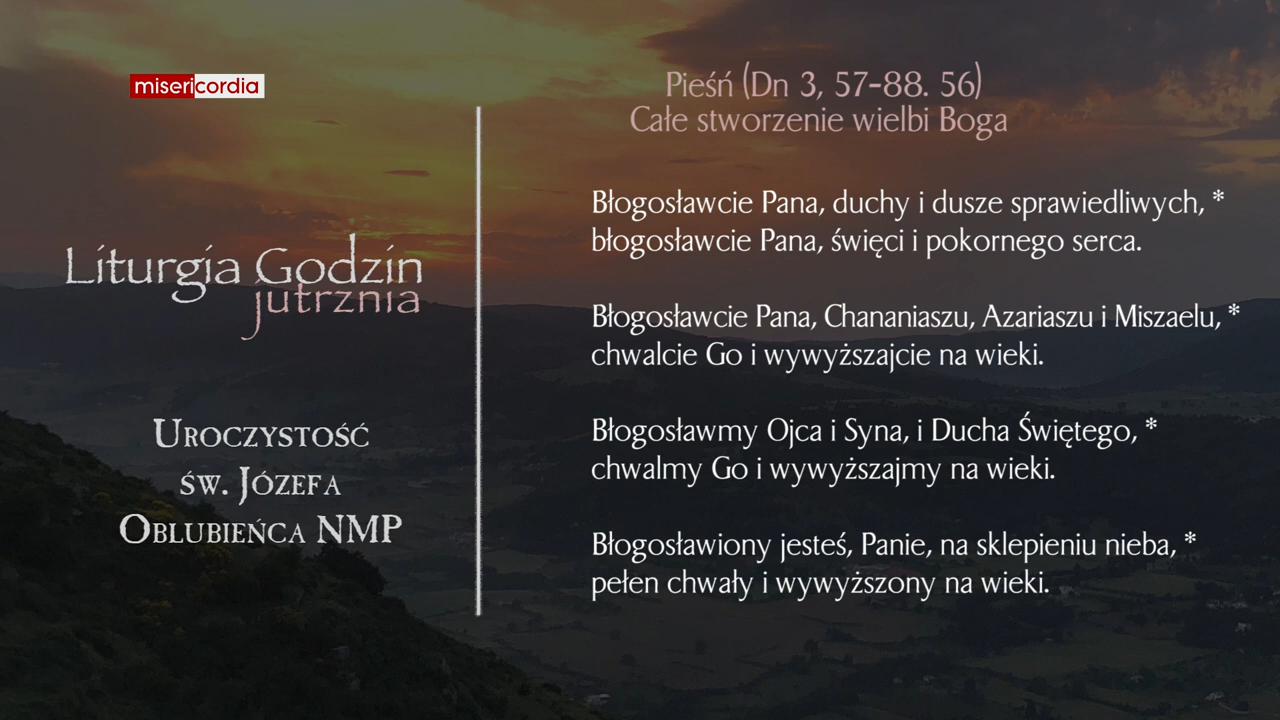 misericordia
Liturgia Godzin
jutrznia
Uroczystość
św. Józefa
Oblubieńca NMP
Pieśń (Dn 3, 57-88. 56)
Całe stworzenie wielbi Boga
Błogosławcie Pana, duchy i dusze sprawiedliwych, *
błogosławcie Pana, święci i pokornego serca.
Błogosławcie Pana, Chananiaszu, Azariaszu i Miszaelu, *
chwalcie Go i wywyższajcie na wieki.
Błogosławmy Ojca i Syna, i Ducha Świętego, *
chwalmy Go i wywyższajmy na wieki.
Błogosławiony jesteś, Panie, na sklepieniu nieba, *
pełen chwały i wywyższony na wieki.